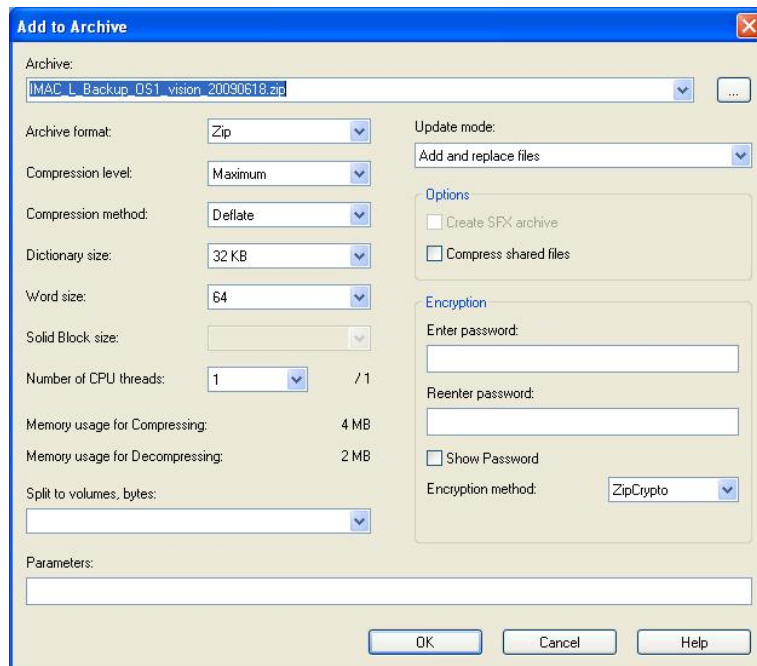 Add to Archive
Archive:
IMAC_L_Backup_OS1_vision_20090618.zip
...
Archive format:
Zip
Compression level:
Maximum
Compression method:
Deflate
Dictionary size:
32 KB
Word size:
64
Solid Block size:
Number of CPU threads:
1
/ 1
Memory usage for Compressing:
4 MB
Memory usage for Decompressing:
2 MB
Split to volumes, bytes:
Update mode:
Add and replace files
Options
Create SFX archive
Compress shared files
Encryption
Enter password:
Reenter password:
Show Password
Encryption method:
ZipCrypto
Parameters:
OK
Cancel
Help